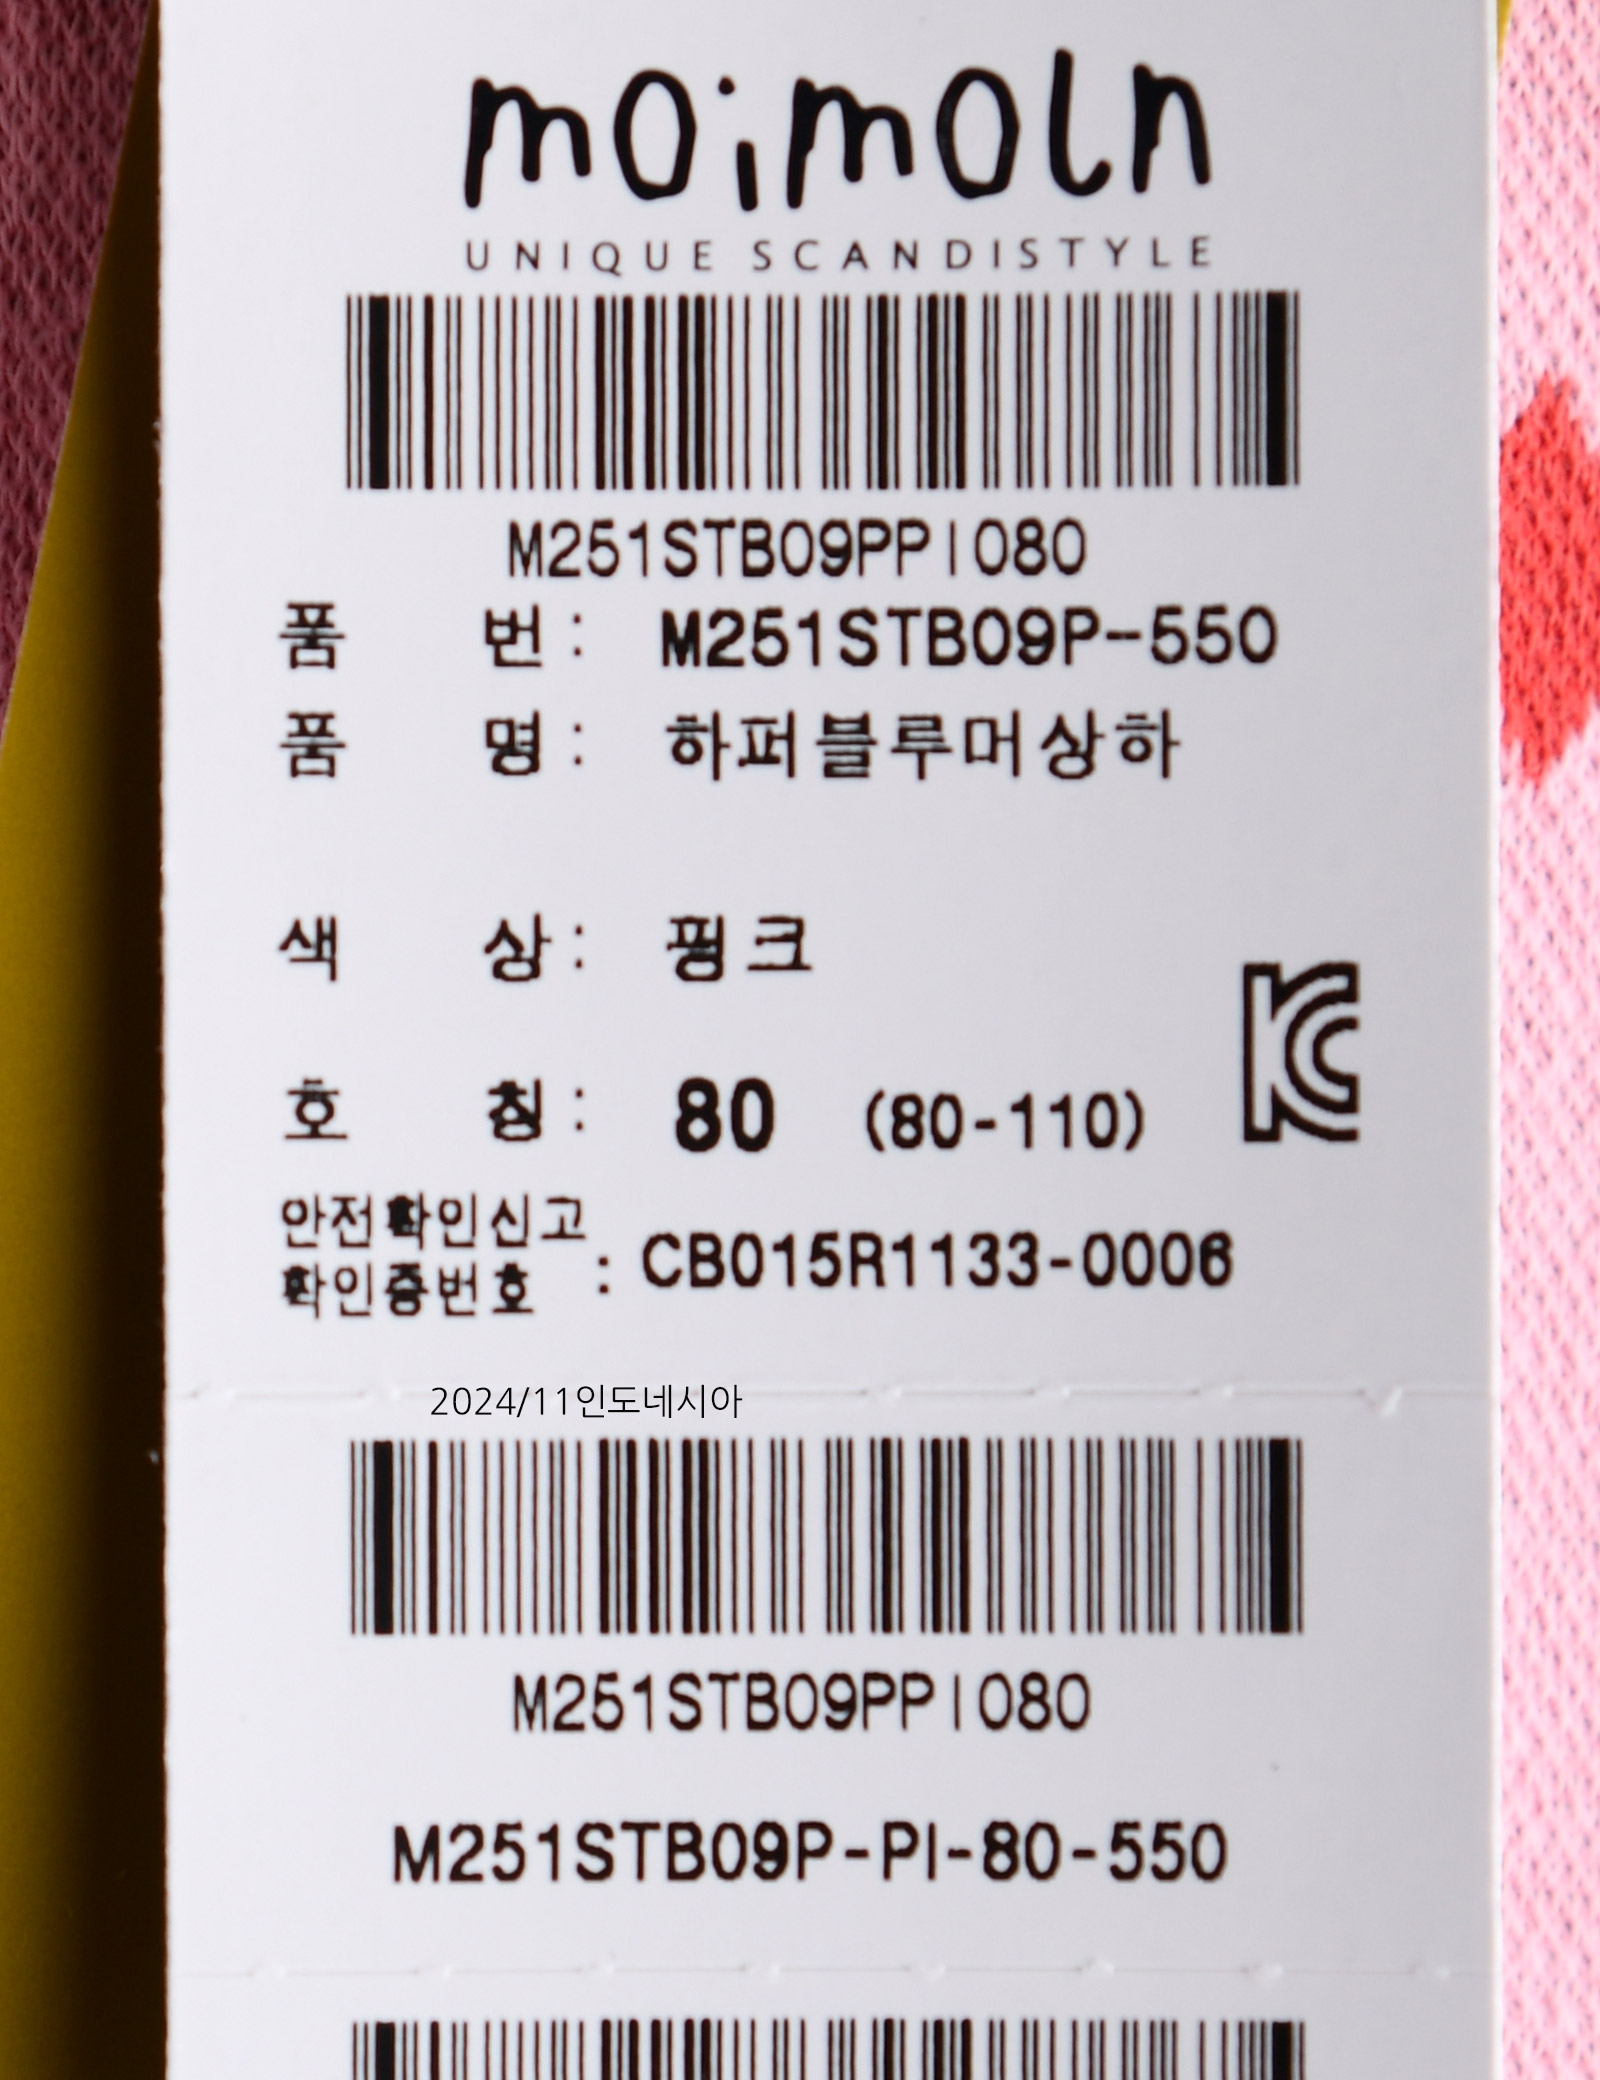 moimoln
UNIQUE SCANDISTYLE
M251STB09PPI080
품 번 : M251STB09P-550
품 명 : 하퍼블루머상하
색 상 : 핑크
호 칭 : 80 (80-110)
안전확인신고
확인증번호 : CB015R1133-0006
KC
2024/11인도네시아
M251STB09PPI080
M251STB09P-PI-80-550